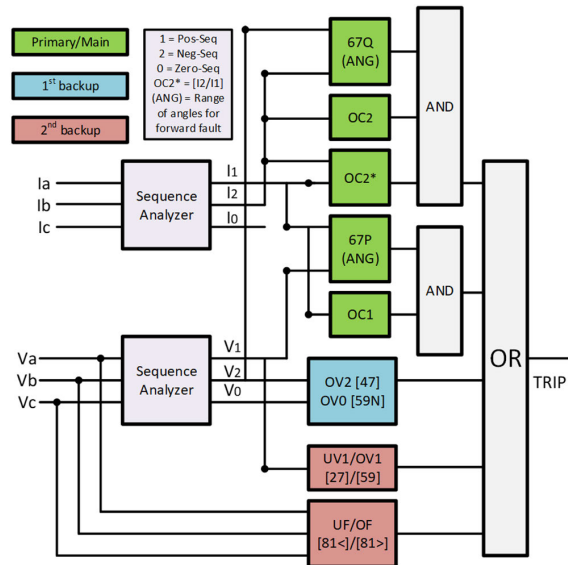 Primary/Main
1st backup
2nd backup
1 = Pos-Seq
2 = Neg-Seq
0 = Zero-Seq
OC2* = [I2/I1]
(ANG) = Range
of angles for
forward fault
67Q
(ANG)
OC2
OC2*
67P
(ANG)
OC1
AND
AND
OR
TRIP
Ia
Ib
Ic
Sequence
Analyzer
I1
I2
I0
Va
Vb
Vc
Sequence
Analyzer
V1
V2
V0
OV2 [47]
OV0 [59N]
UV1/OV1
[27]/[59]
UF/OF
[81<]/[81>]